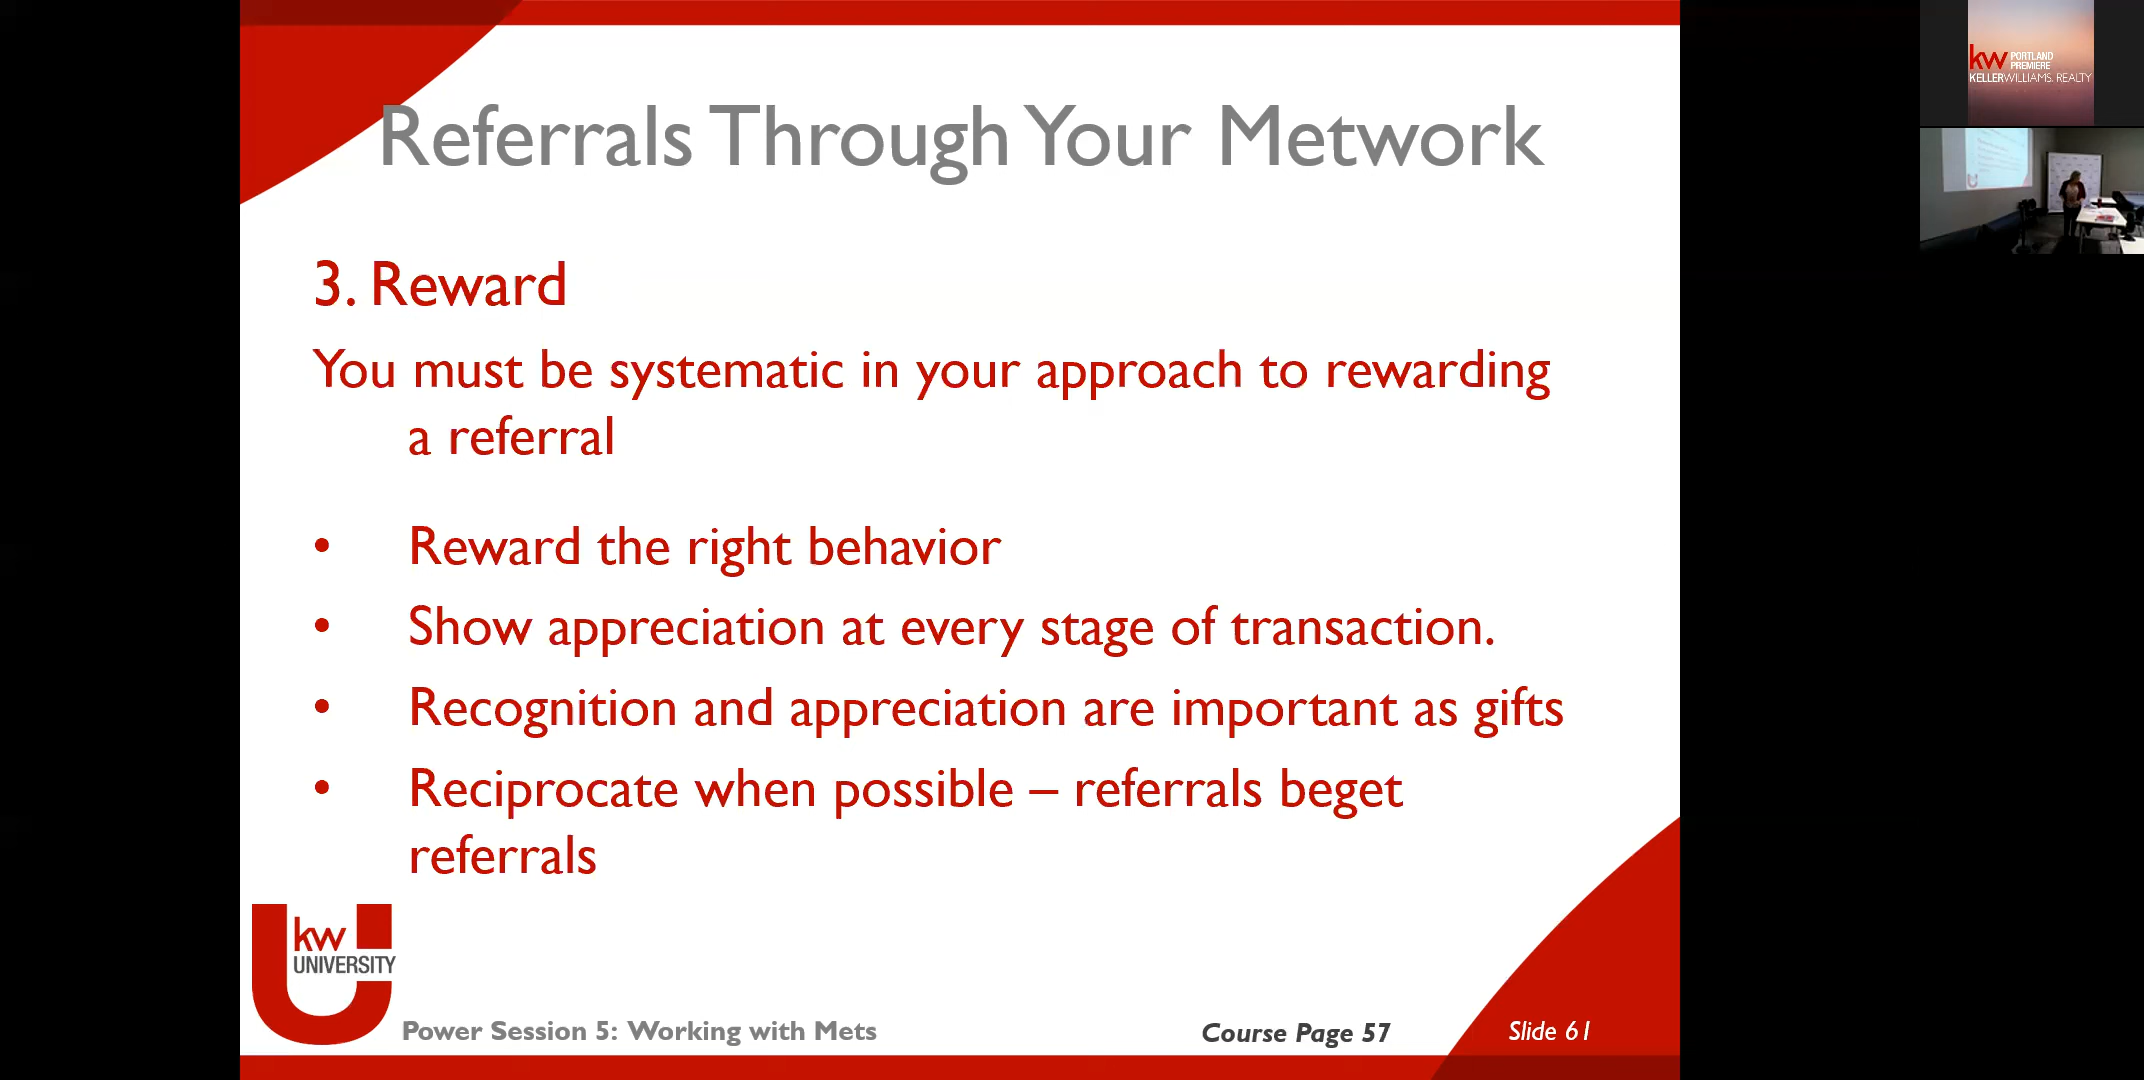 Referrals Through Your Metwork
3. Reward
You must be systematic in your approach to rewarding
a referral
• Reward the right behavior
• Show appreciation at every stage of transaction.
• Recognition and appreciation are important as gifts
• Reciprocate when possible – referrals beget
referrals
kw
UNIVERSITY
Power Session 5: Working with Mets
Course Page 57
Slide 61
kw PORTLAND
PREMIERE
KELLERWILLIAMS. REALTY